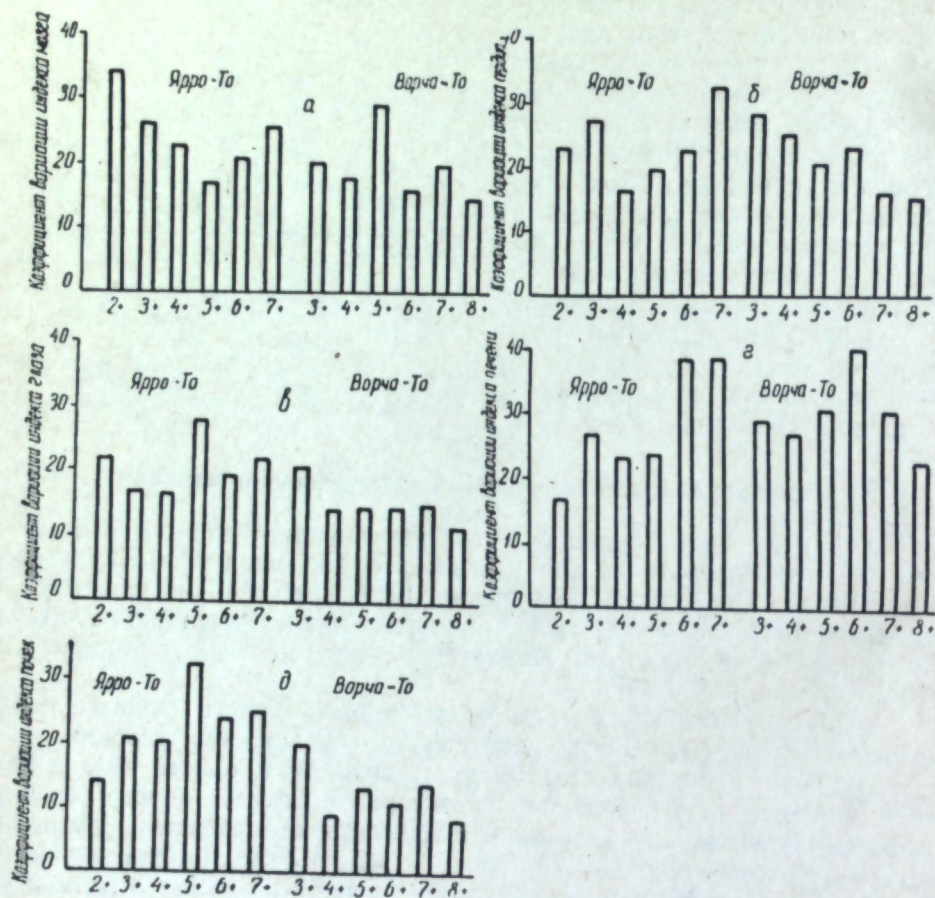 Коэффициент вариации индекса мозга
40
30
20
10
0
Ярро-То
а
Ворча-То
2+ 3+ 4+ 5+ 6+ 7+ 3+ 4+ 5+ 6+ 7+ 8+
Коэффициент вариации индекса
20
0
Ярро-То
б
Ворча-То
2+ 3+ 4+ 5+ 6+ 7+ 3+ 4+ 5+ 6+ 7+ 8+
Коэффициент вариации индекса глаза
40
30
20
10
0
Ярро-То
в
Ворча-То
2+ 3+ 4+ 5+ 6+ 7+ 3+ 4+ 5+ 6+ 7+ 8+
Коэффициент вариации индекса печени
40
30
20
10
0
Ярро-То
г
Ворча-То
2+ 3+ 4+ 5+ 6+ 7+ 3+ 4+ 5+ 6+ 7+ 8+
Коэффициент вариации индекса почек
30
20
10
0
Ярро-То
д
Ворча-То
2+ 3+ 4+ 5+ 6+ 7+ 3+ 4+ 5+ 6+ 7+ 8+